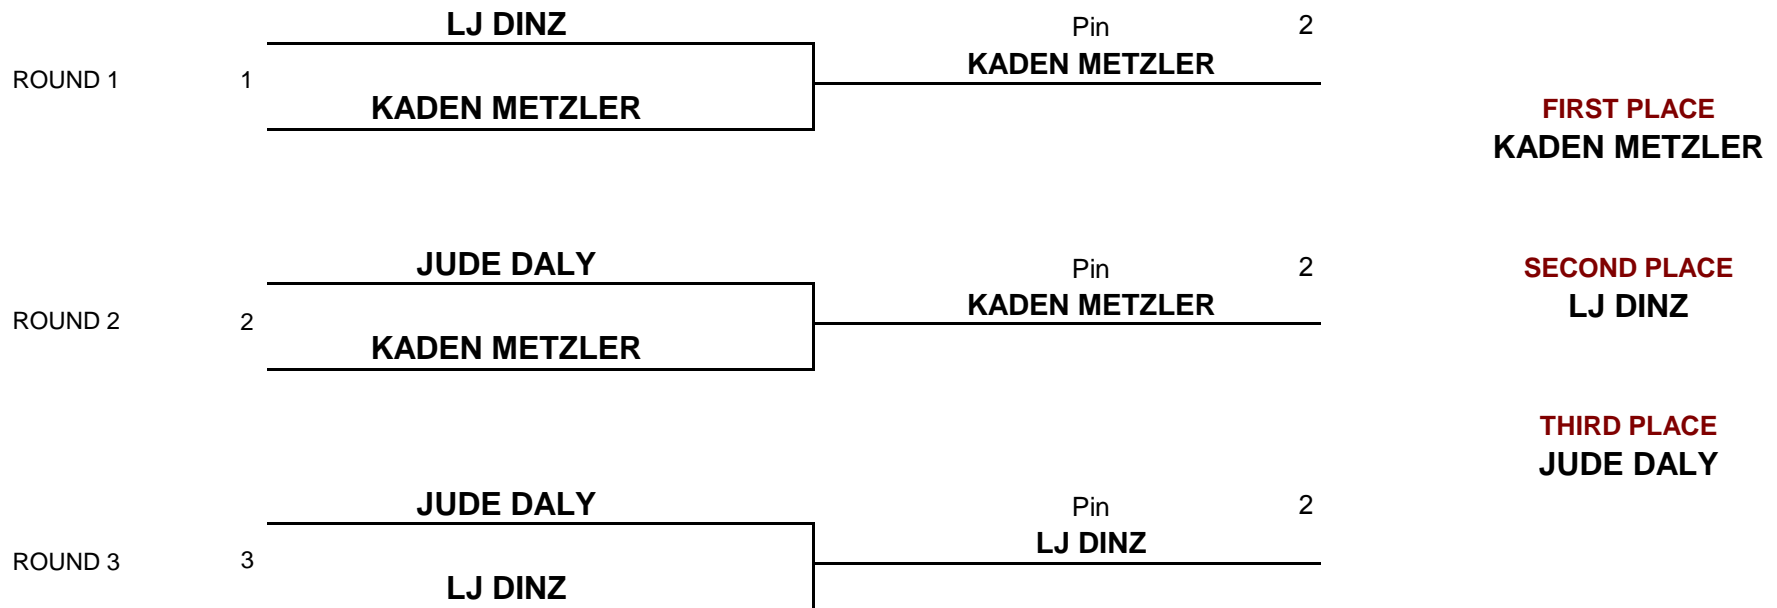 LJ DINZ
Pin 2
KADEN METZLER
ROUND 1 1
KADEN METZLER
FIRST PLACE
KADEN METZLER
JUDE DALY
Pin 2
KADEN METZLER
SECOND PLACE
LJ DINZ
ROUND 2 2
KADEN METZLER
THIRD PLACE
JUDE DALY
JUDE DALY
Pin 2
LJ DINZ
ROUND 3 3
LJ DINZ